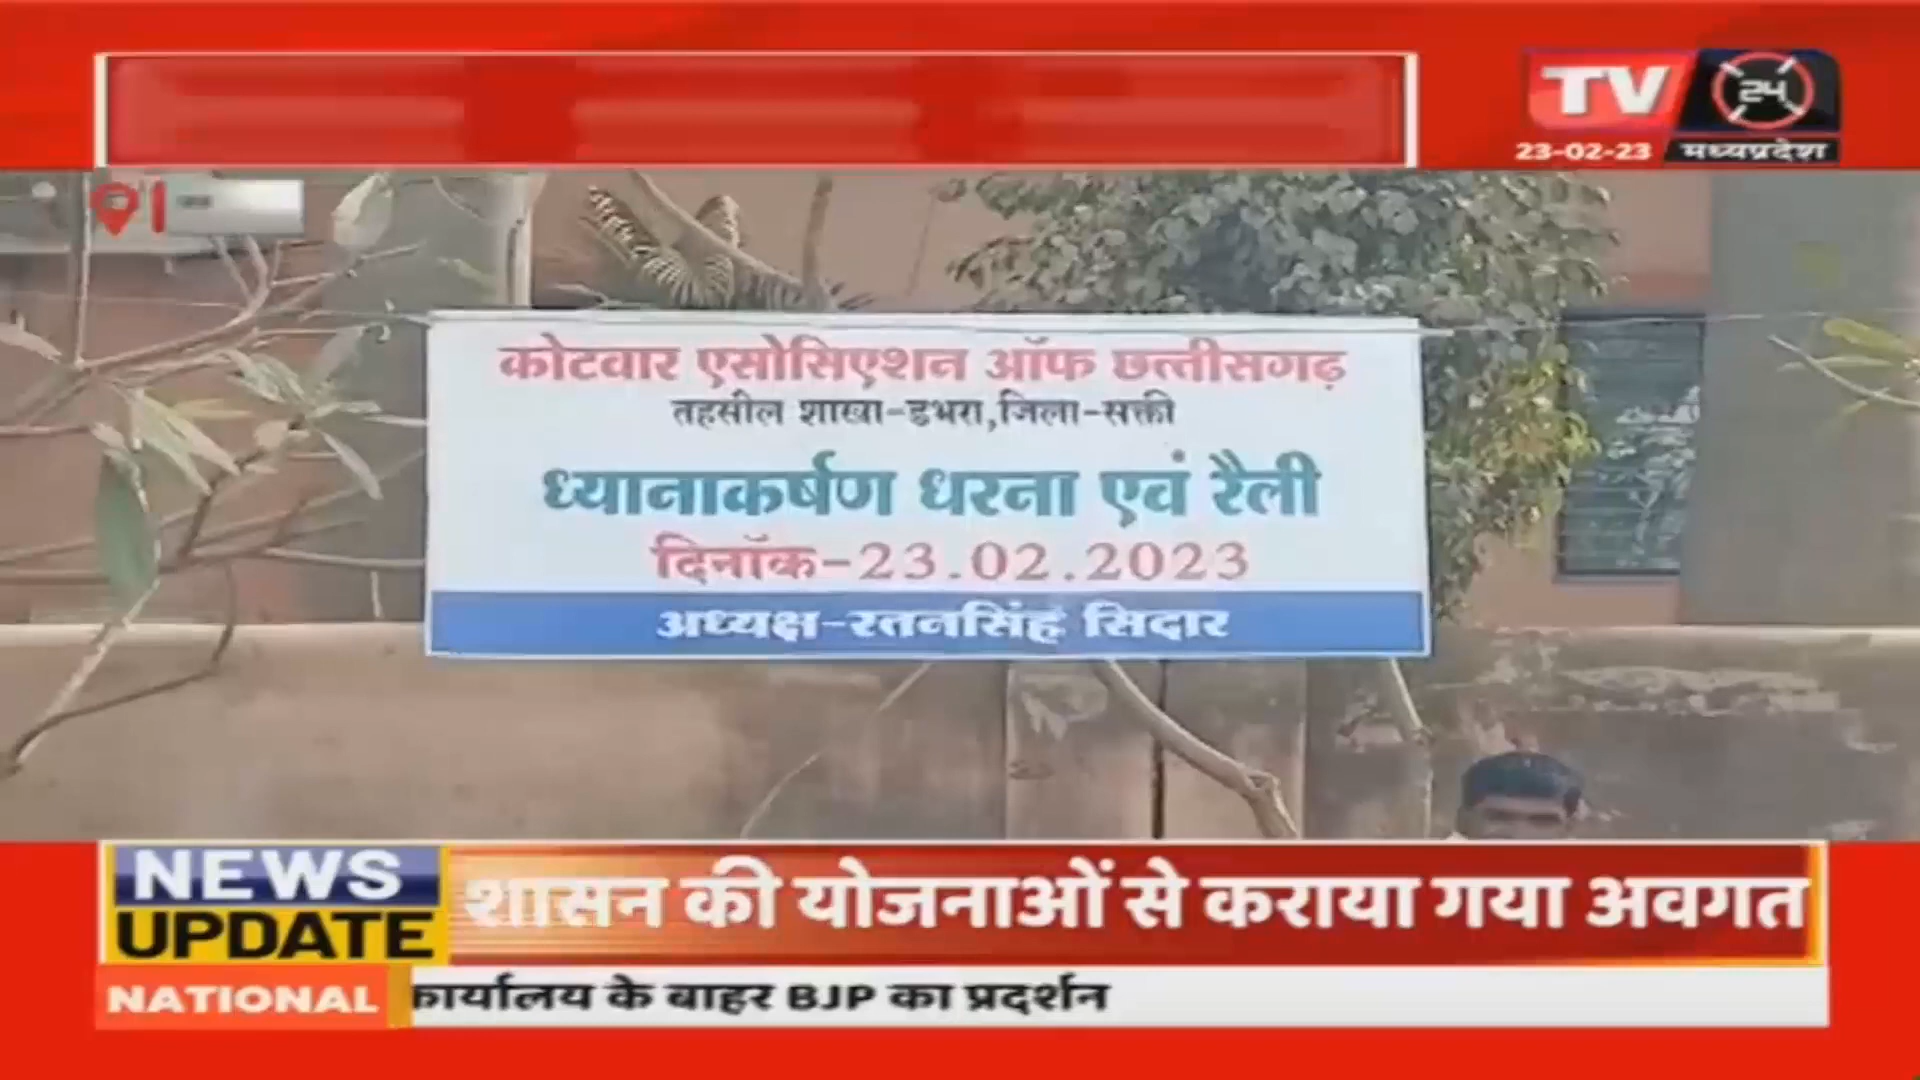 TV 24
23-02-23 मध्यप्रदेश
कोटवार एसोसिएशन ऑफ छत्तीसगढ़
तहसील शाखा-डभरा,जिला-सक्ती
ध्यानाकर्षण धरना एवं रैली
दिनॉक-23.02.2023
अध्यक्ष-रतनसिंह सिदार
NEWS UPDATE
शासन की योजनाओं से कराया गया अवगत
NATIONAL
कार्यालय के बाहर BJP का प्रदर्शन